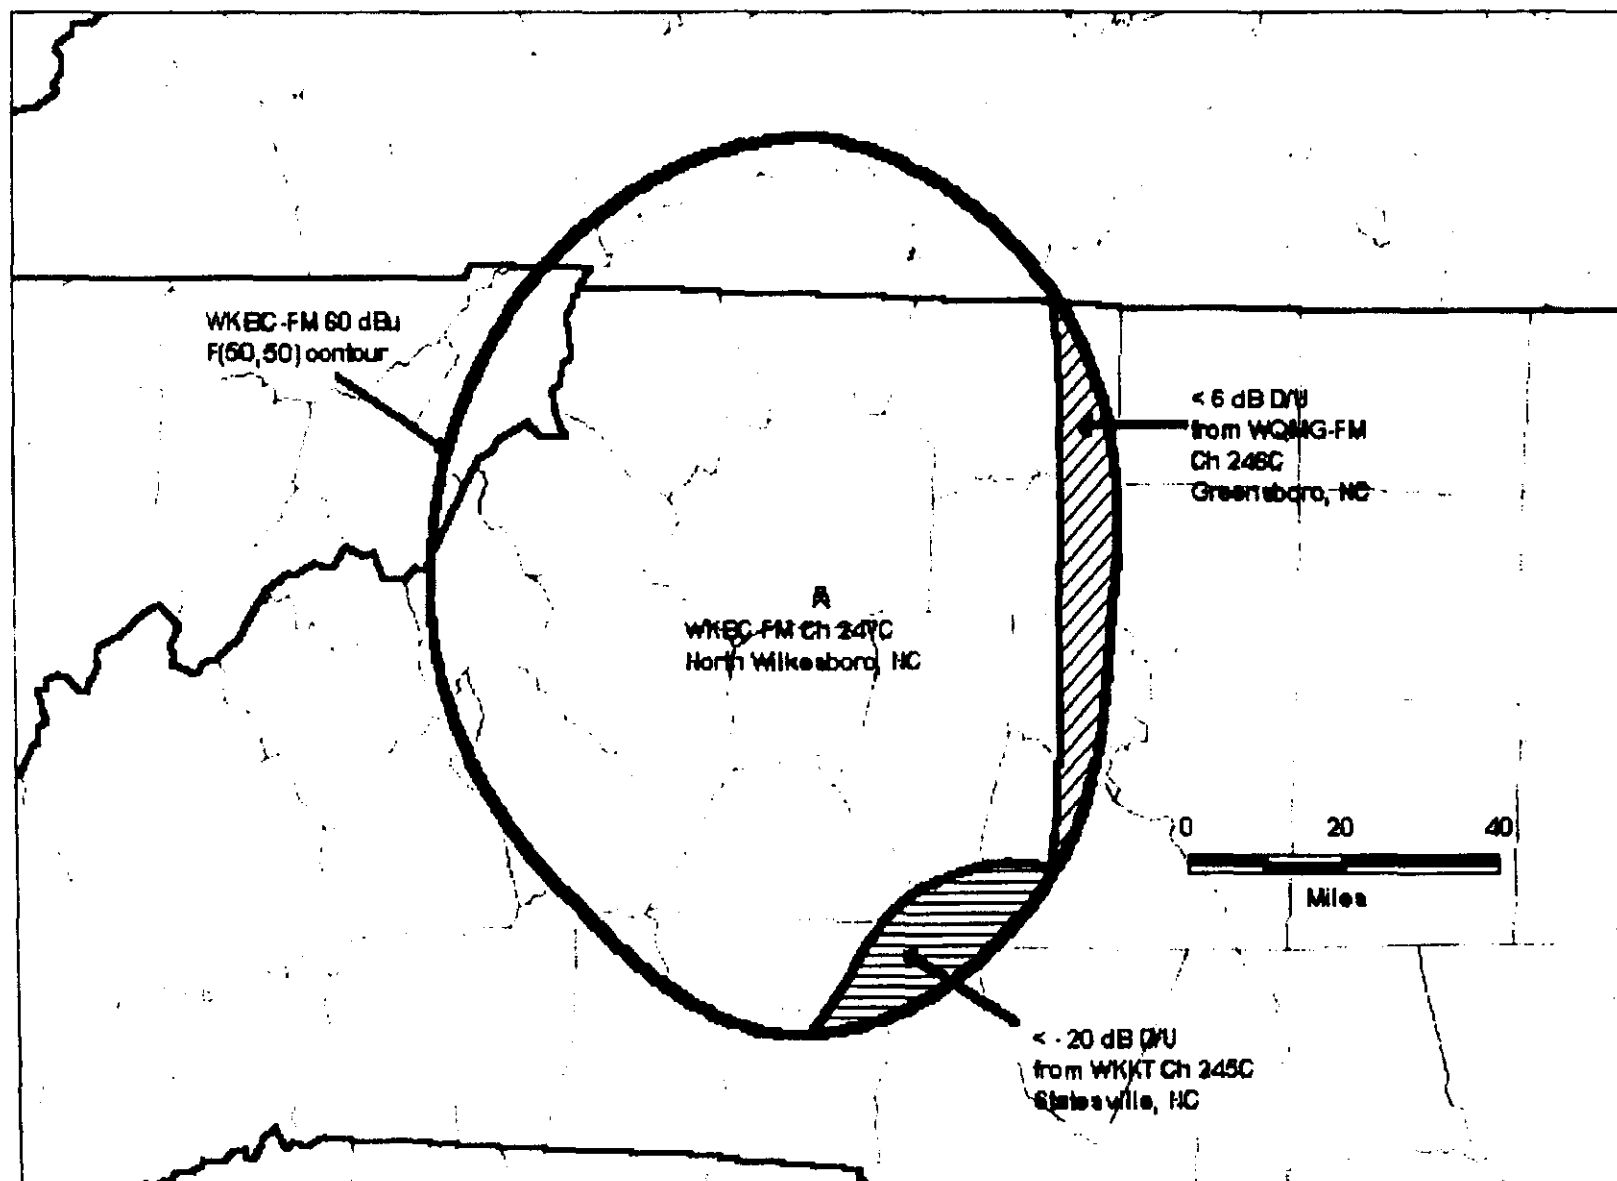 WKBC-FM 60 dBu
F(50,50) contour
< 6 dB D/U
from WQMG-FM
Ch 246C
Greensboro, NC
WKBC-FM Ch 247C
North Wilkesboro, NC
0 20 40
Miles
< -20 dB D/U
from WKKT Ch 245C
Statesville, NC